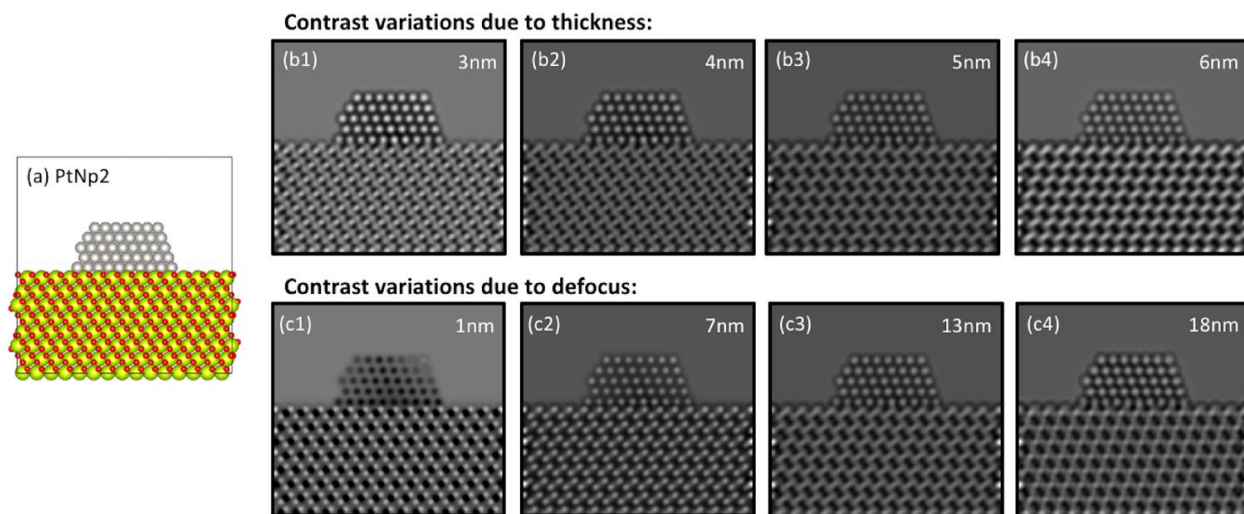 Contrast variations due to thickness:
(b1) 3nm
(b2) 4nm
(b3) 5nm
(b4) 6nm
(a) PtNp2
Contrast variations due to defocus:
(c1) 1nm
(c2) 7nm
(c3) 13nm
(c4) 18nm